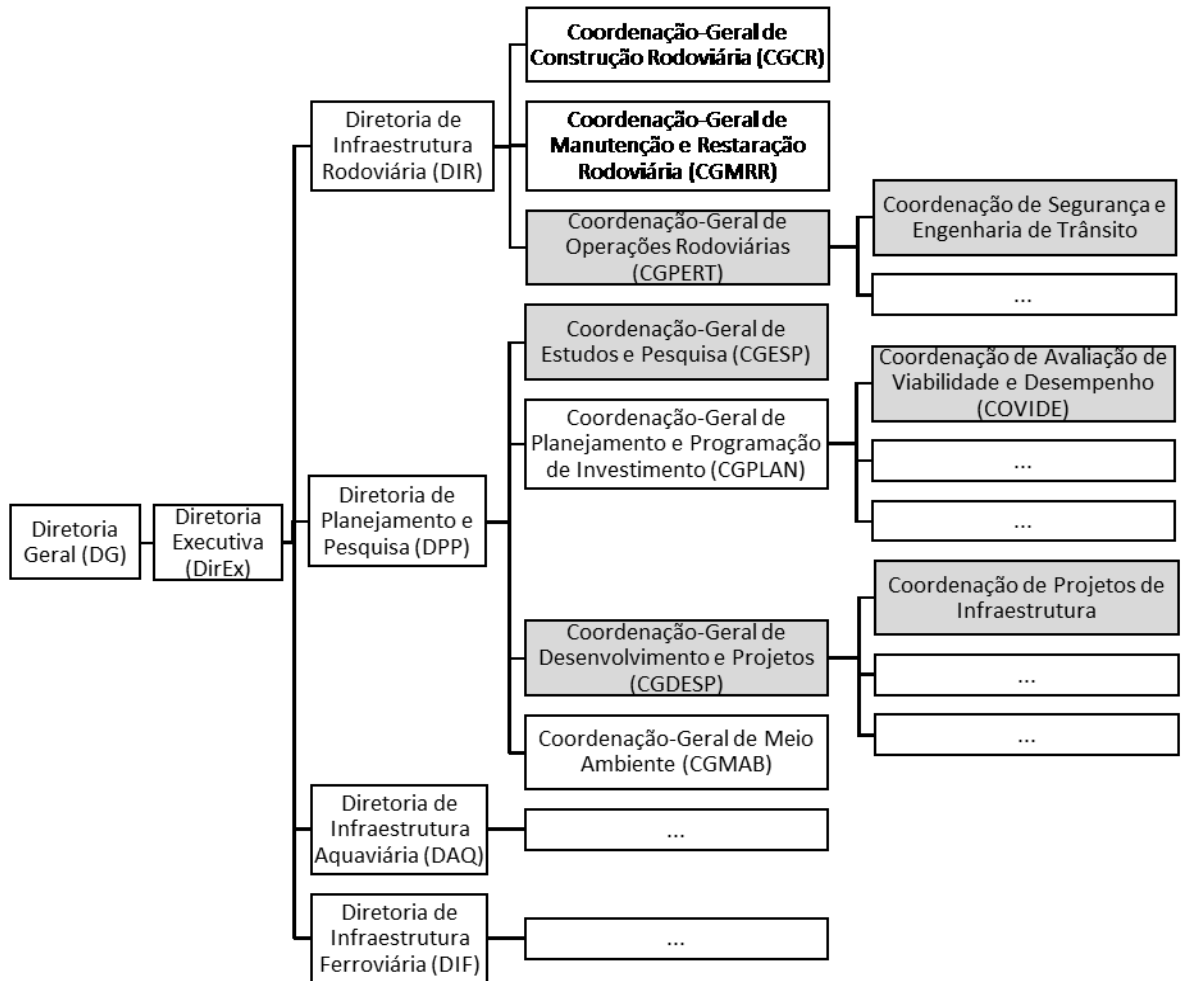 Coordenação-Geral de
Construção Rodoviária (CGCR)
Diretoria de
Infraestrutura
Rodoviária (DIR)
Coordenação-Geral de
Manutenção e Restaração
Rodoviária (CGMRR)
Coordenação-Geral de
Operações Rodoviárias
(CGPERT)
Coordenação de Segurança e
Engenharia de Trânsito
...
Coordenação-Geral de
Estudos e Pesquisa (CGESP)
Coordenação-Geral de
Planejamento e Programação
de Investimento (CGPLAN)
Coordenação de Avaliação de
Viabilidade e Desempenho
(COVIDE)
...
...
Diretoria
Geral (DG)
Diretoria
Executiva
(DirEx)
Diretoria de
Planejamento e
Pesquisa (DPP)
Coordenação-Geral de
Desenvolvimento e Projetos
(CGDESP)
Coordenação de Projetos de
Infraestrutura
...
...
Coordenação-Geral de Meio
Ambiente (CGMAB)
Diretoria de
Infraestrutura
Aquaviária (DAQ)
...
Diretoria de
Infraestrutura
Ferroviária (DIF)
...